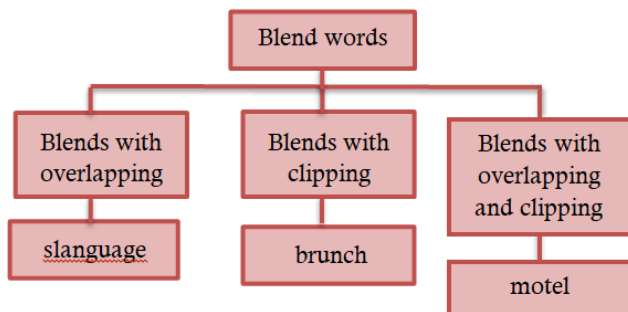 Blend words
Blends with
overlapping
slanguage
Blends with
clipping
brunch
Blends with
overlapping
and clipping
motel